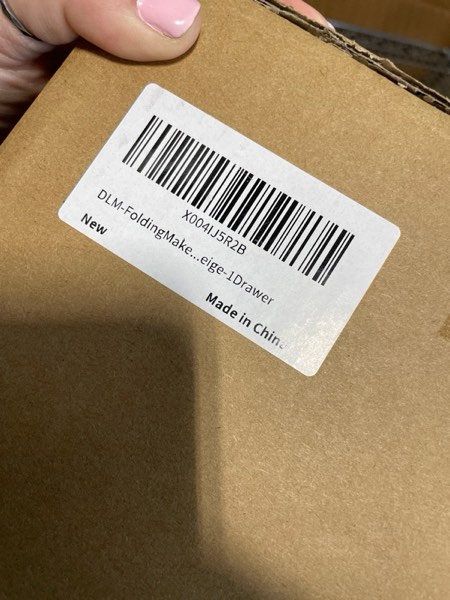 X004IJ5R2B
DLM-FoldingMake...eige-1Drawer
New
Made in Chin